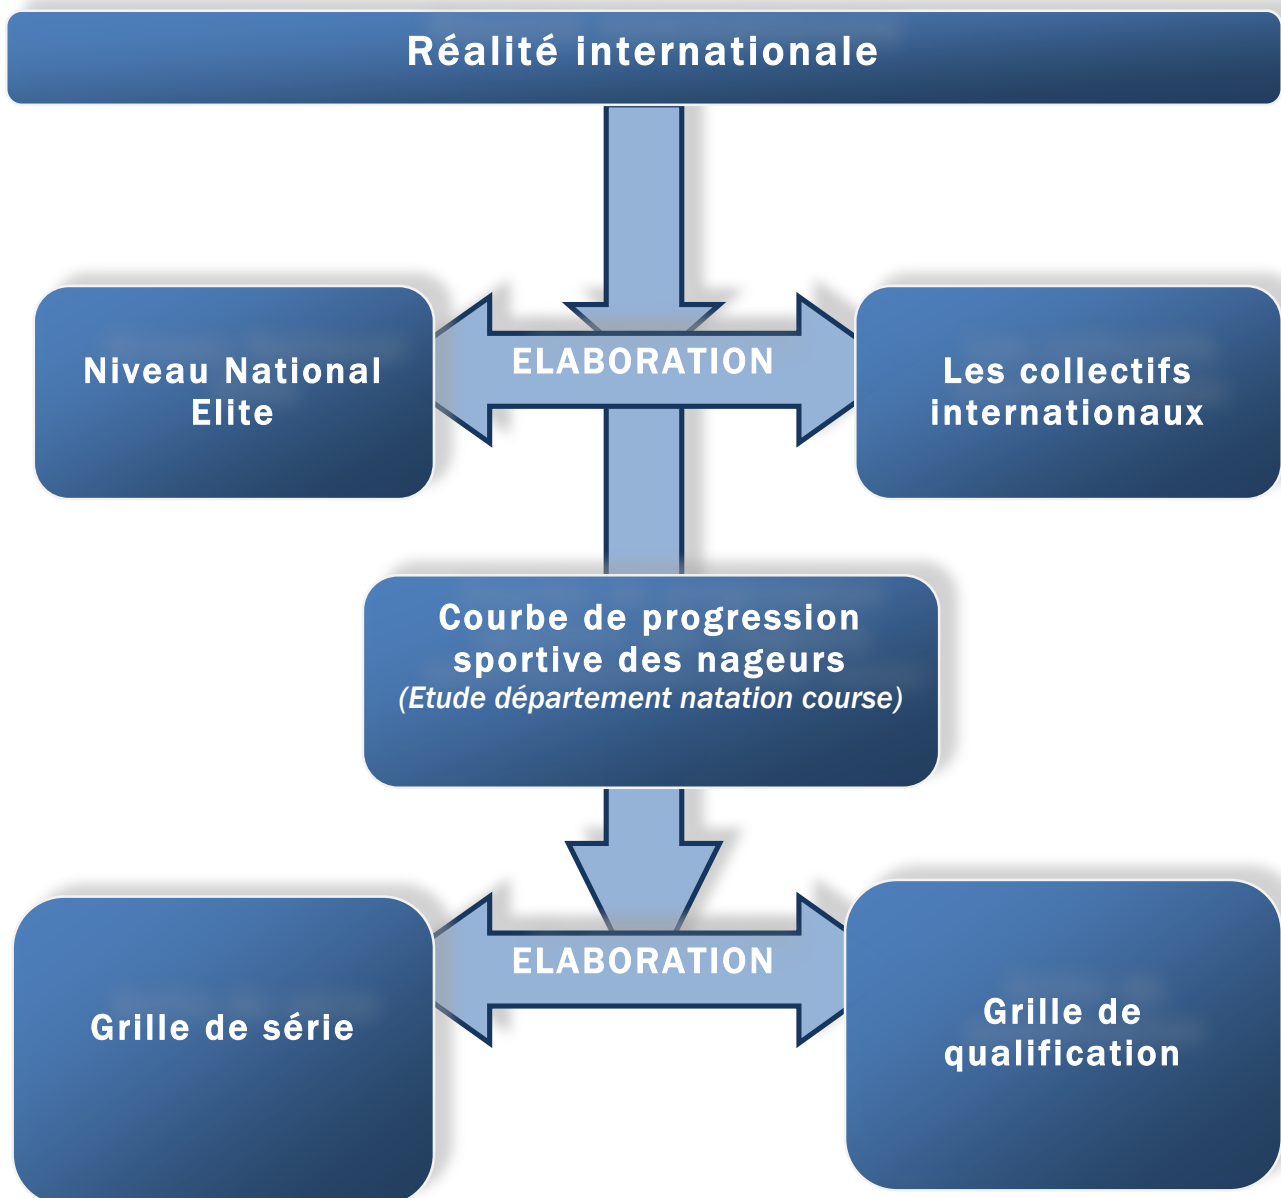 Réalité internationale
ELABORATION
Niveau National
Elite
Les collectifs
internationaux
Courbe de progression
sportive des nageurs
(Etude département natation course)
ELABORATION
Grille de série
Grille de
qualification